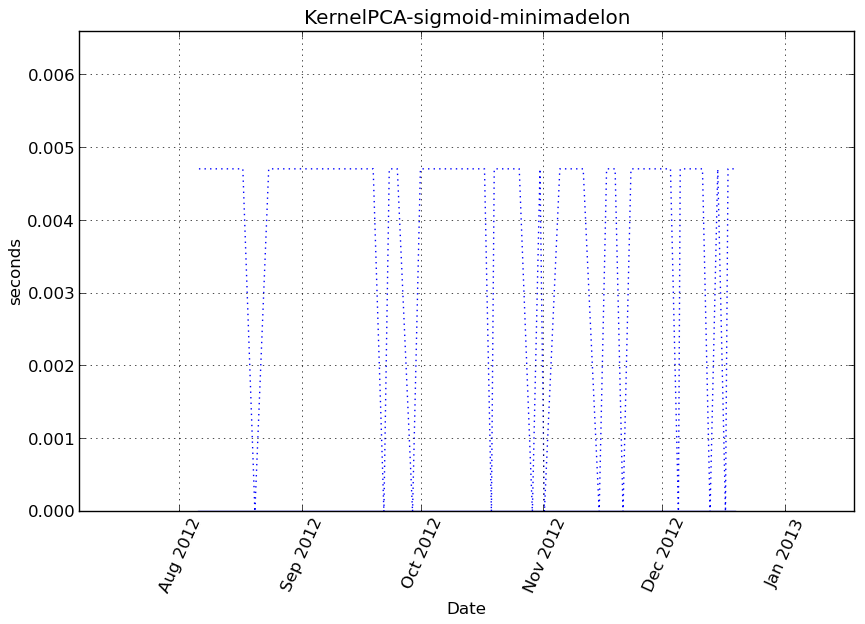 KernelPCA-sigmoid-minimadelon
0.006
0.005
0.004
0.003
0.002
0.001
0.000
seconds
Aug 2012
Sep 2012
Oct 2012
Nov 2012
Dec 2012
Jan 2013
Date